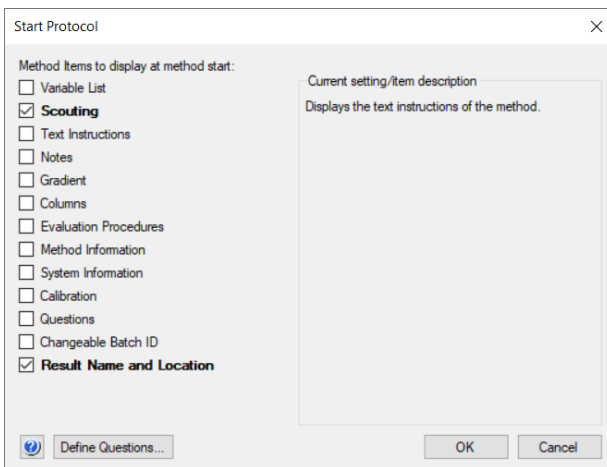 Start Protocol
Method Items to display at method start:
Variable List
Scouting
Text Instructions
Notes
Gradient
Columns
Evaluation Procedures
Method Information
System Information
Calibration
Questions
Changeable Batch ID
Result Name and Location
Current setting/item description
Displays the text instructions of the method.
Define Questions...
OK
Cancel